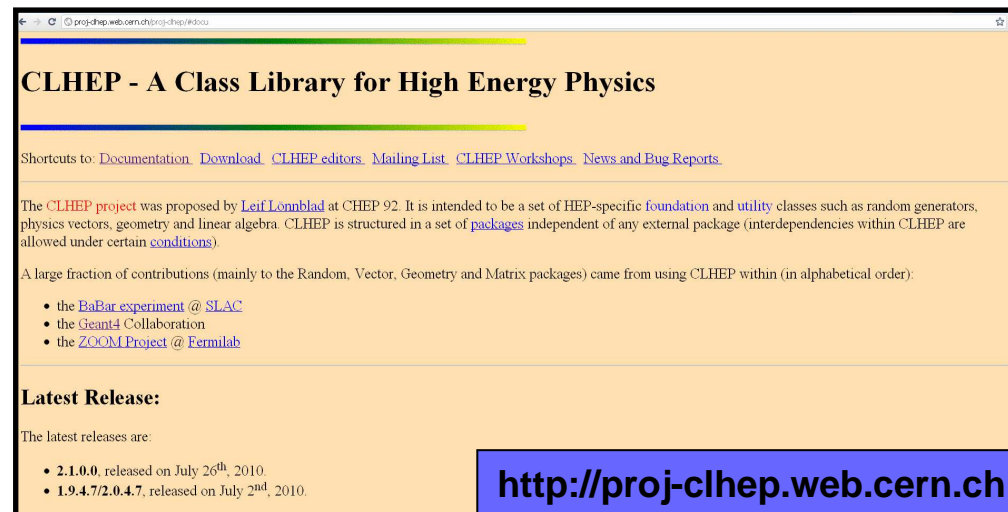 proj-clhep.web.cern.ch/proj-clhep/#docu
CLHEP - A Class Library for High Energy Physics
Shortcuts to: Documentation Download CLHEP editors Mailing List CLHEP Workshops News and Bug Reports
The CLHEP project was proposed by Leif Lönnblad at CHEP 92. It is intended to be a set of HEP-specific foundation and utility classes such as random generators,
physics vectors, geometry and linear algebra. CLHEP is structured in a set of packages independent of any external package (interdependencies within CLHEP are
allowed under certain conditions).
A large fraction of contributions (mainly to the Random, Vector, Geometry and Matrix packages) came from using CLHEP within (in alphabetical order):
• the BaBar experiment @ SLAC
• the Geant4 Collaboration
• the ZOOM Project @ Fermilab
Latest Release:
The latest releases are:
• 2.1.0.0, released on July 26th, 2010.
• 1.9.4.7/2.0.4.7, released on July 2nd, 2010.
http://proj-clhep.web.cern.ch